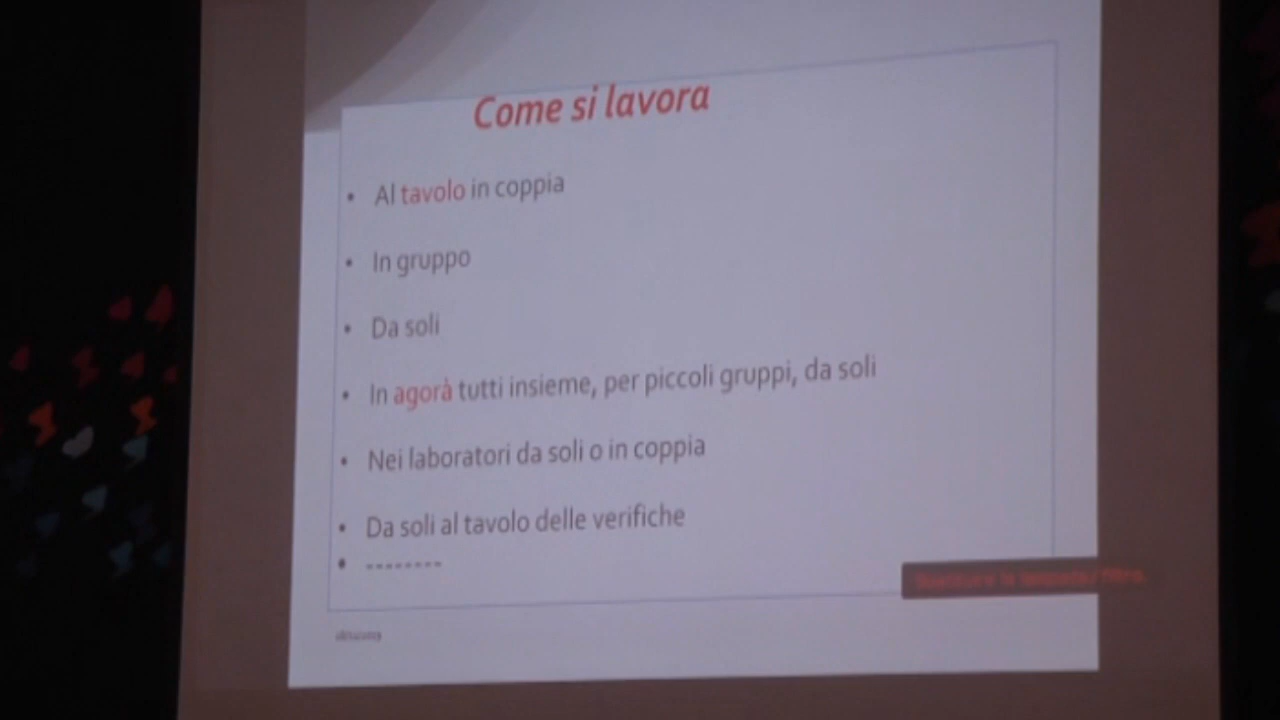 Come si lavora
• Al tavolo in coppia
• In gruppo
• Da soli
• In agorà tutti insieme, per piccoli gruppi, da soli
• Nei laboratori da soli o in coppia
• Da soli al tavolo delle verifiche
• --------